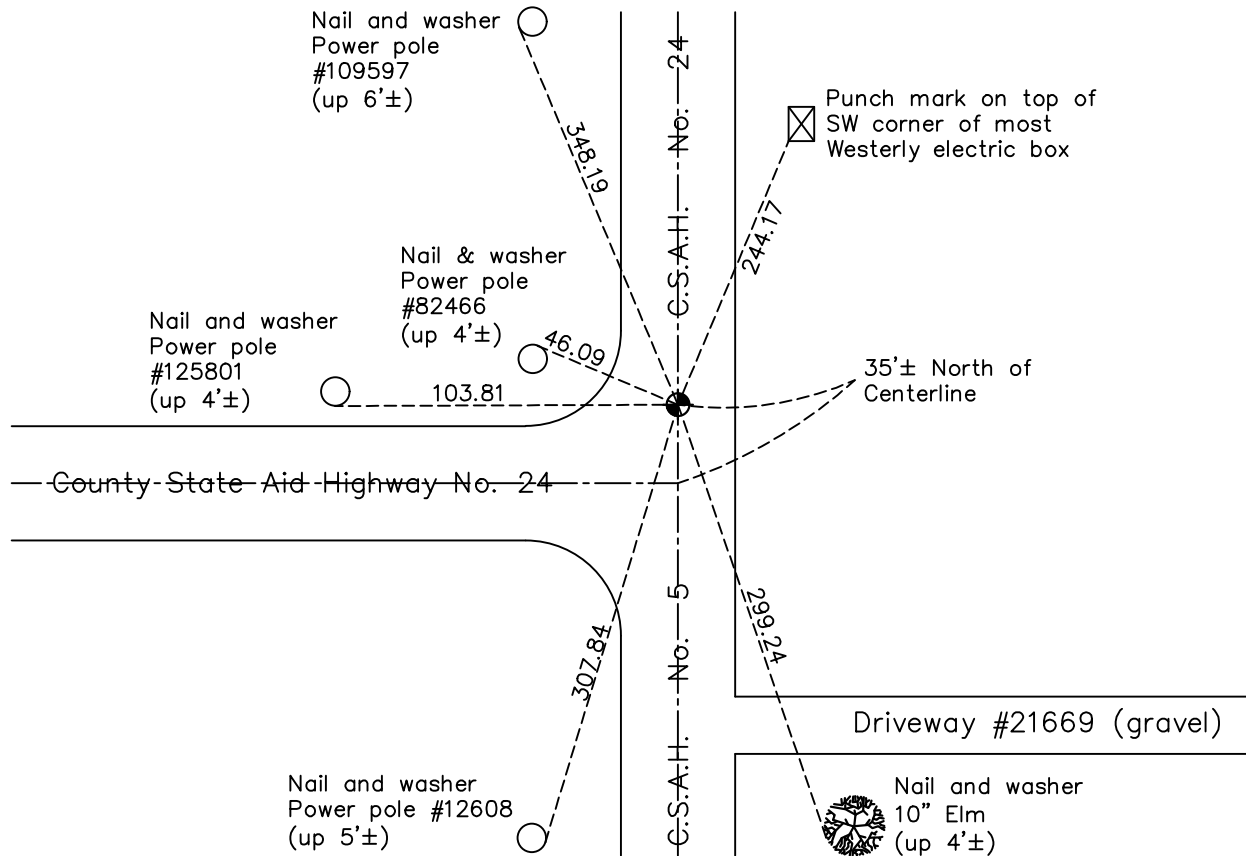 Nail and washer
Power pole
#109597
(up 6'±)
C.S.A.H. No. 24
348.19
Punch mark on top of
SW corner of most
Westerly electric box
244.17
Nail & washer
Power pole
#82466
(up 4'±)
46.09
Nail and washer
Power pole
#125801
(up 4'±)
103.81
35'± North of
Centerline
County State Aid Highway No. 24
C.S.A.H. No. 5
307.84
299.24
Driveway #21669 (gravel)
Nail and washer
Power pole #12608
(up 5'±)
Nail and washer
10" Elm
(up 4'±)